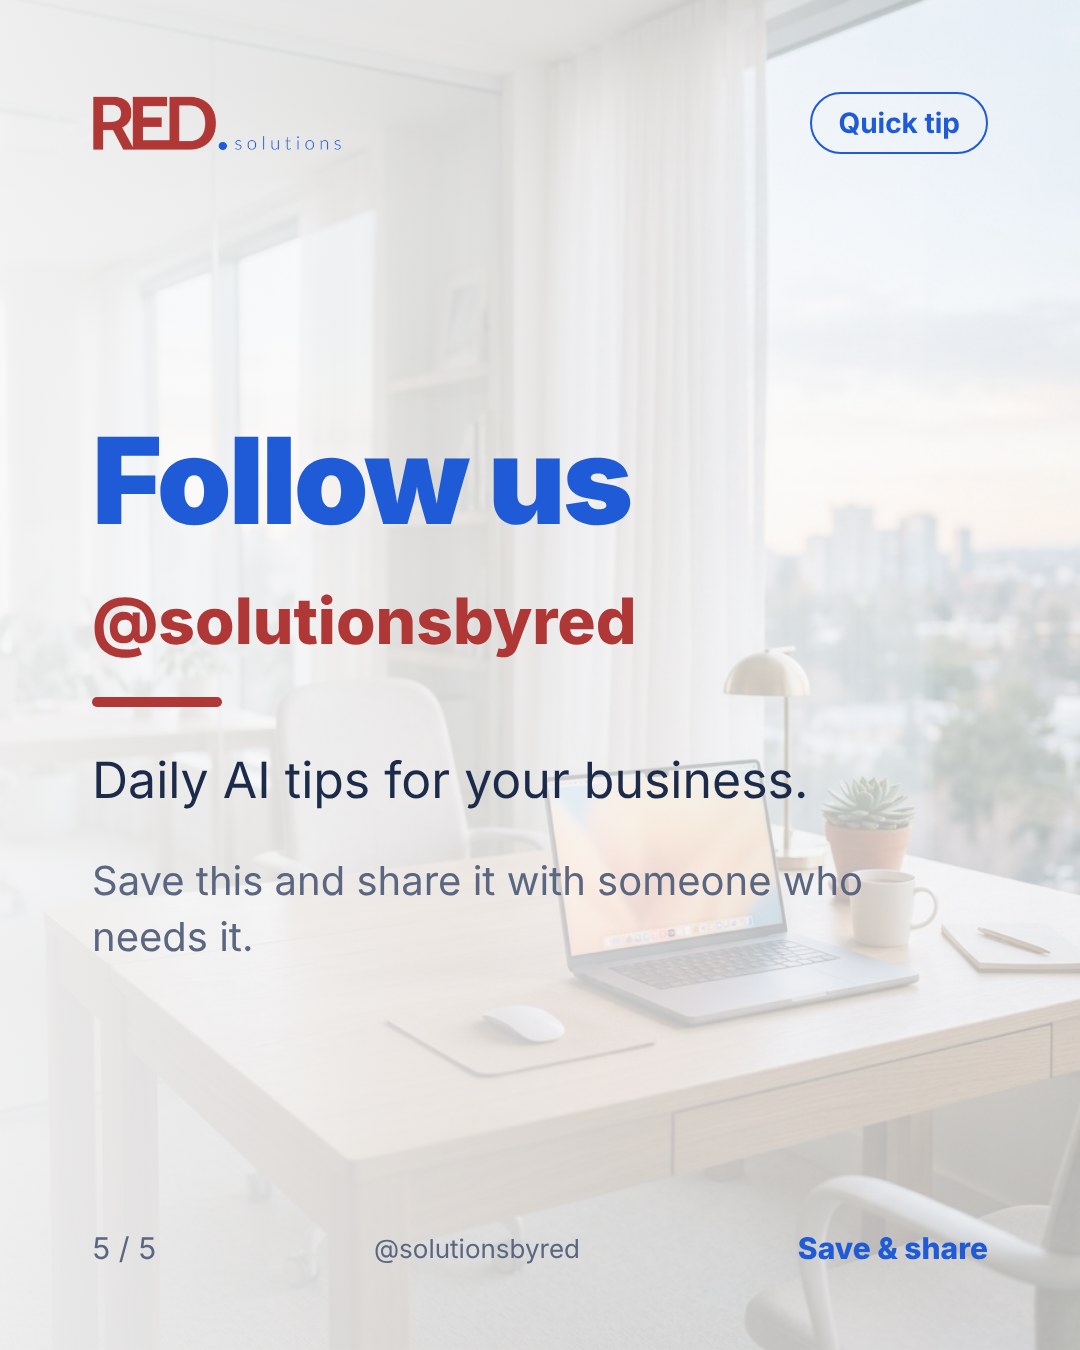 RED.solutions
Quick tip
Follow us
@solutionsbyred
Daily AI tips for your business.
Save this and share it with someone who
needs it.
5 / 5
@solutionsbyred
Save & share